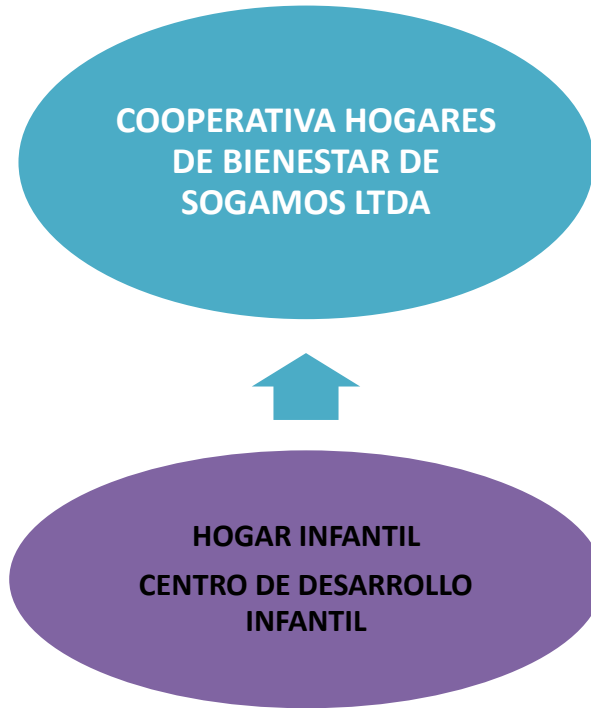 COOPERATIVA HOGARES
DE BIENESTAR DE
SOGAMOS LTDA
HOGAR INFANTIL
CENTRO DE DESARROLLO
INFANTIL